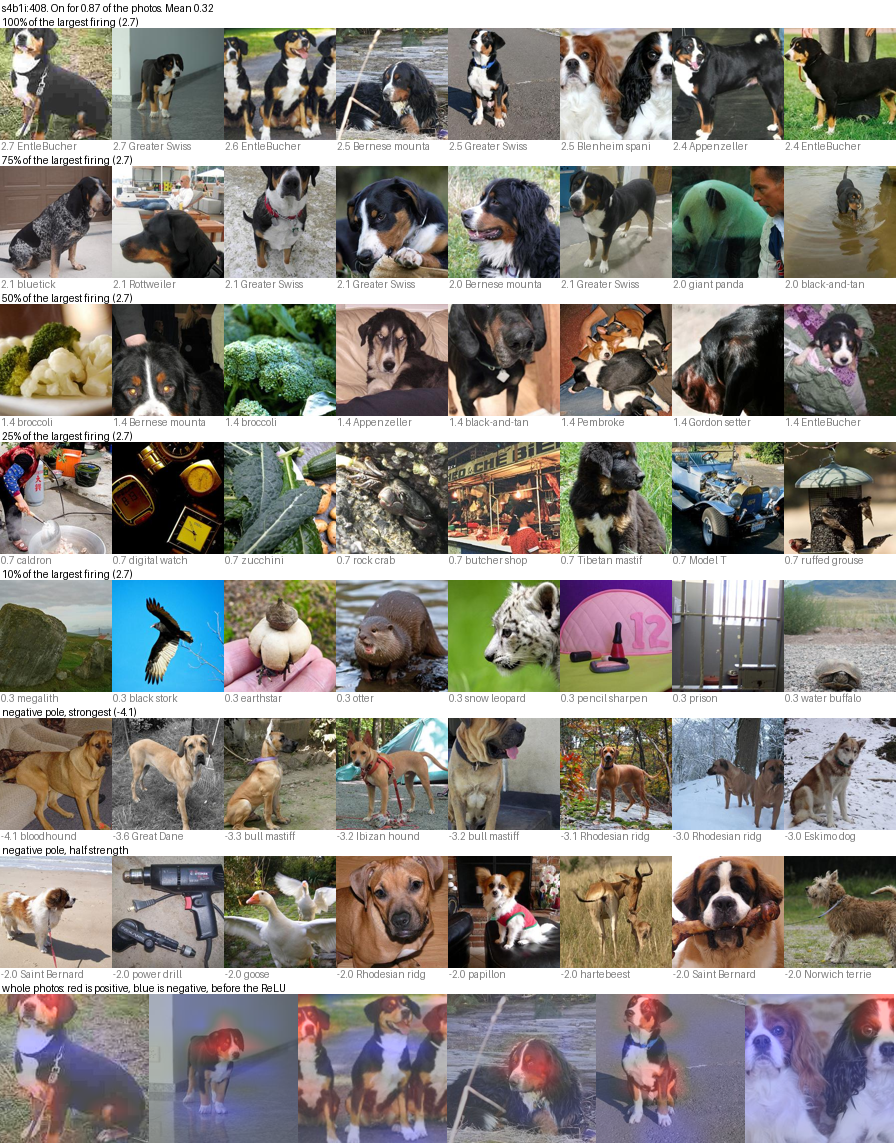 s4b1i:408. On for 0.87 of the photos. Mean 0.32
100% of the largest firing (2.7)
2.7 EntleBucher
2.7 Greater Swiss
2.6 EntleBucher
2.5 Bernese mounta
2.5 Greater Swiss
2.5 Blenheim spani
2.4 Appenzeller
2.4 EntleBucher
75% of the largest firing (2.7)
2.1 bluetick
2.1 Rottweiler
2.1 Greater Swiss
2.1 Greater Swiss
2.0 Bernese mounta
2.1 Greater Swiss
2.0 giant panda
2.0 black-and-tan
50% of the largest firing (2.7)
1.4 broccoli
1.4 Bernese mounta
1.4 broccoli
1.4 Appenzeller
1.4 black-and-tan
1.4 Pembroke
1.4 Gordon setter
1.4 EntleBucher
25% of the largest firing (2.7)
0.7 caldron
0.7 digital watch
0.7 zucchini
0.7 rock crab
0.7 butcher shop
0.7 Tibetan mastif
0.7 Model T
0.7 ruffed grouse
10% of the largest firing (2.7)
12
0.3 megalith
0.3 black stork
0.3 earthstar
0.3 otter
0.3 snow leopard
0.3 pencil sharpen
0.3 prison
0.3 water buffalo
negative pole, strongest (-4.1)
-4.1 bloodhound
-3.6 Great Dane
-3.3 bull mastiff
-3.2 Ibizan hound
-3.2 bull mastiff
-3.1 Rhodesian ridg
-3.0 Rhodesian ridg
-3.0 Eskimo dog
negative pole, half strength
-2.0 Saint Bernard
-2.0 power drill
-2.0 goose
-2.0 Rhodesian ridg
-2.0 papillon
-2.0 hartebeest
-2.0 Saint Bernard
-2.0 Norwich terrie
whole photos: red is positive, blue is negative, before the ReLU